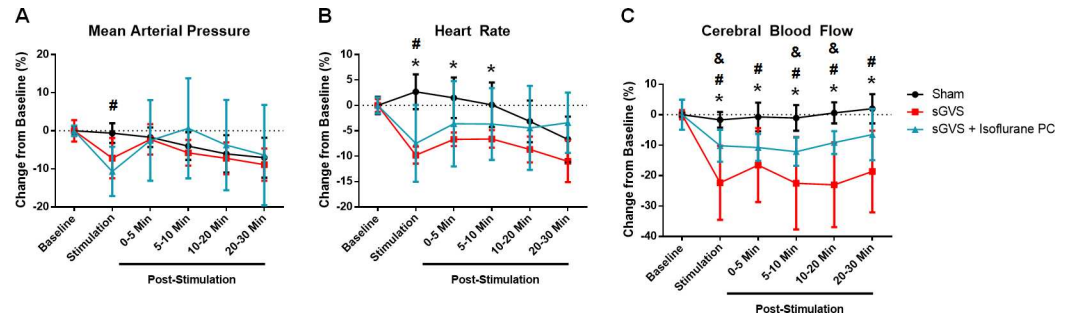 A
Mean Arterial Pressure
Change from Baseline (%)
20
10
0
-10
-20
#
Baseline
Stimulation
0-5 Min
5-10 Min
10-20 Min
20-30 Min
Post-Stimulation
B
Heart Rate
Change from Baseline (%)
10
5
0
-5
-10
-15
-20
#
*
*
*
Baseline
Stimulation
0-5 Min
5-10 Min
10-20 Min
20-30 Min
Post-Stimulation
C
Cerebral Blood Flow
Change from Baseline (%)
10
0
-10
-20
-30
-40
&
#
*
#
*
&
#
*
&
#
*
#
*
Baseline
Stimulation
0-5 Min
5-10 Min
10-20 Min
20-30 Min
Post-Stimulation
Sham
sGVS
sGVS + Isoflurane PC